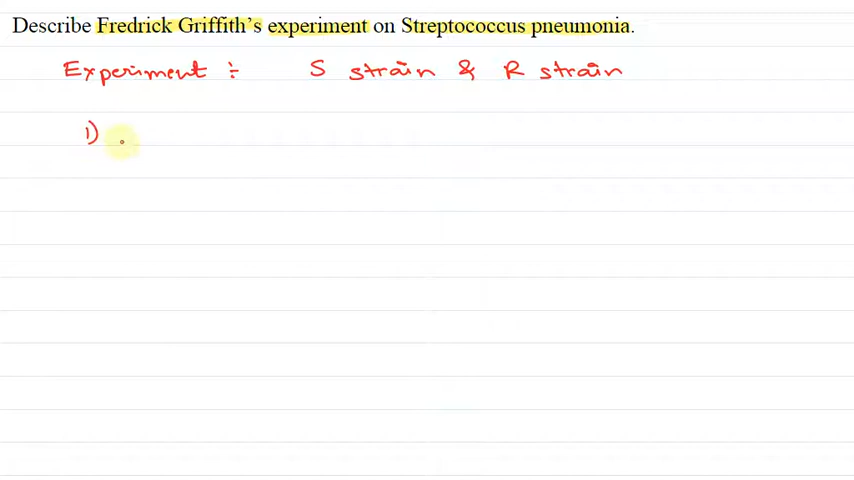 Describe Fredrick Griffith’s experiment on Streptococcus pneumonia.
Experiment ÷ S strain & R strain
1)